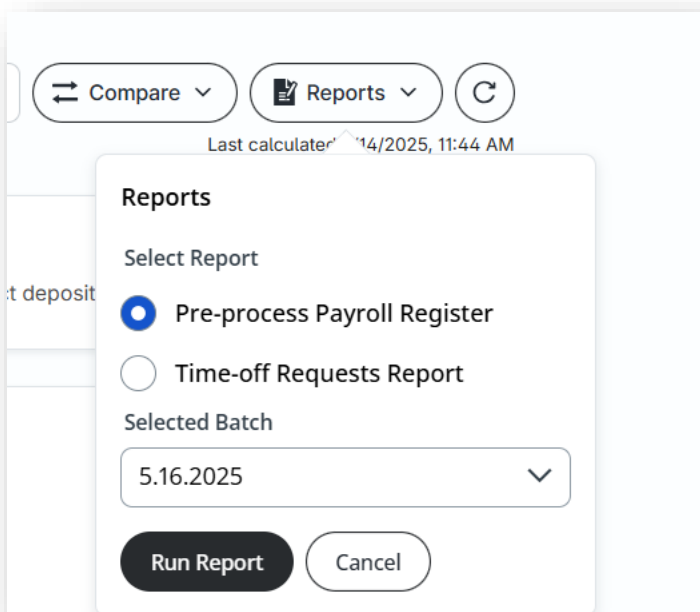 Compare
Reports
Last calculated /14/2025, 11:44 AM
Reports
Select Report
deposit
Pre-process Payroll Register
Time-off Requests Report
Selected Batch
5.16.2025
Run Report
Cancel